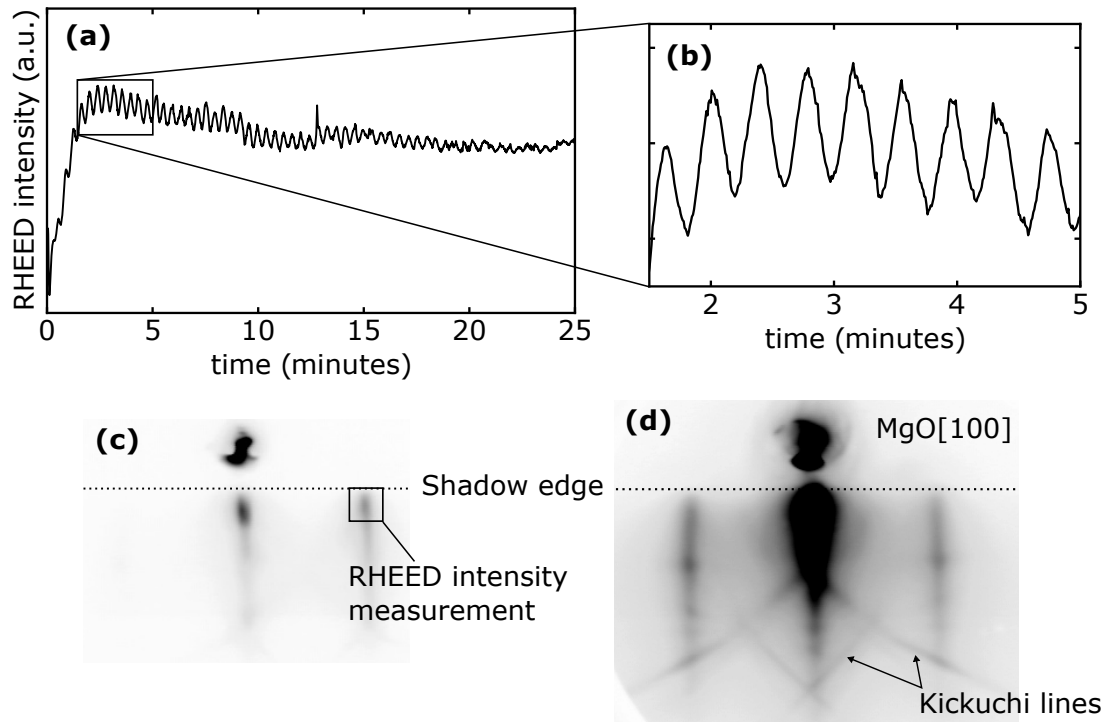 (a)
RHEED intensity (a.u.)
0 5 10 15 20 25
time (minutes)
(b)
2 3 4 5
time (minutes)
(c)
Shadow edge
RHEED intensity
measurement
(d)
MgO[100]
Kickuchi lines